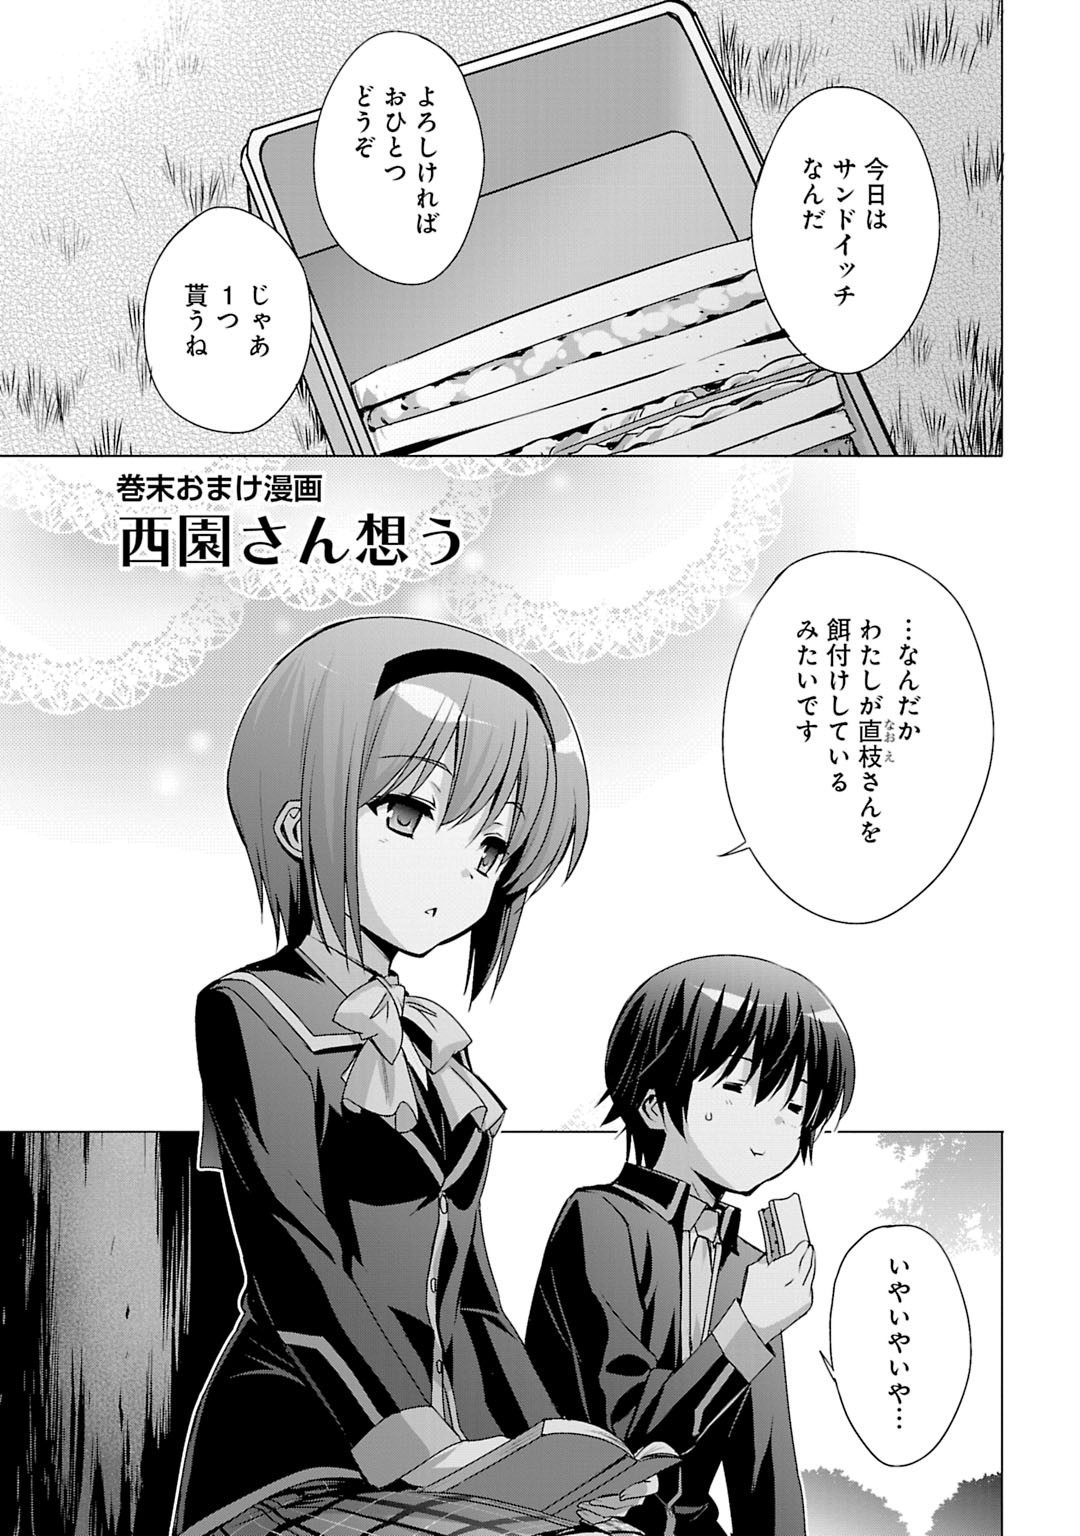 今日は
サンドイッチ
なんだ
よろしければ
おひとつ
どうぞ
じゃあ
1つ
貰うね
巻末おまけ漫画
西園さん想う
…なんだか
わたしが直枝さんを
なおえ
餌付けしている
みたいです
いやいやいや…